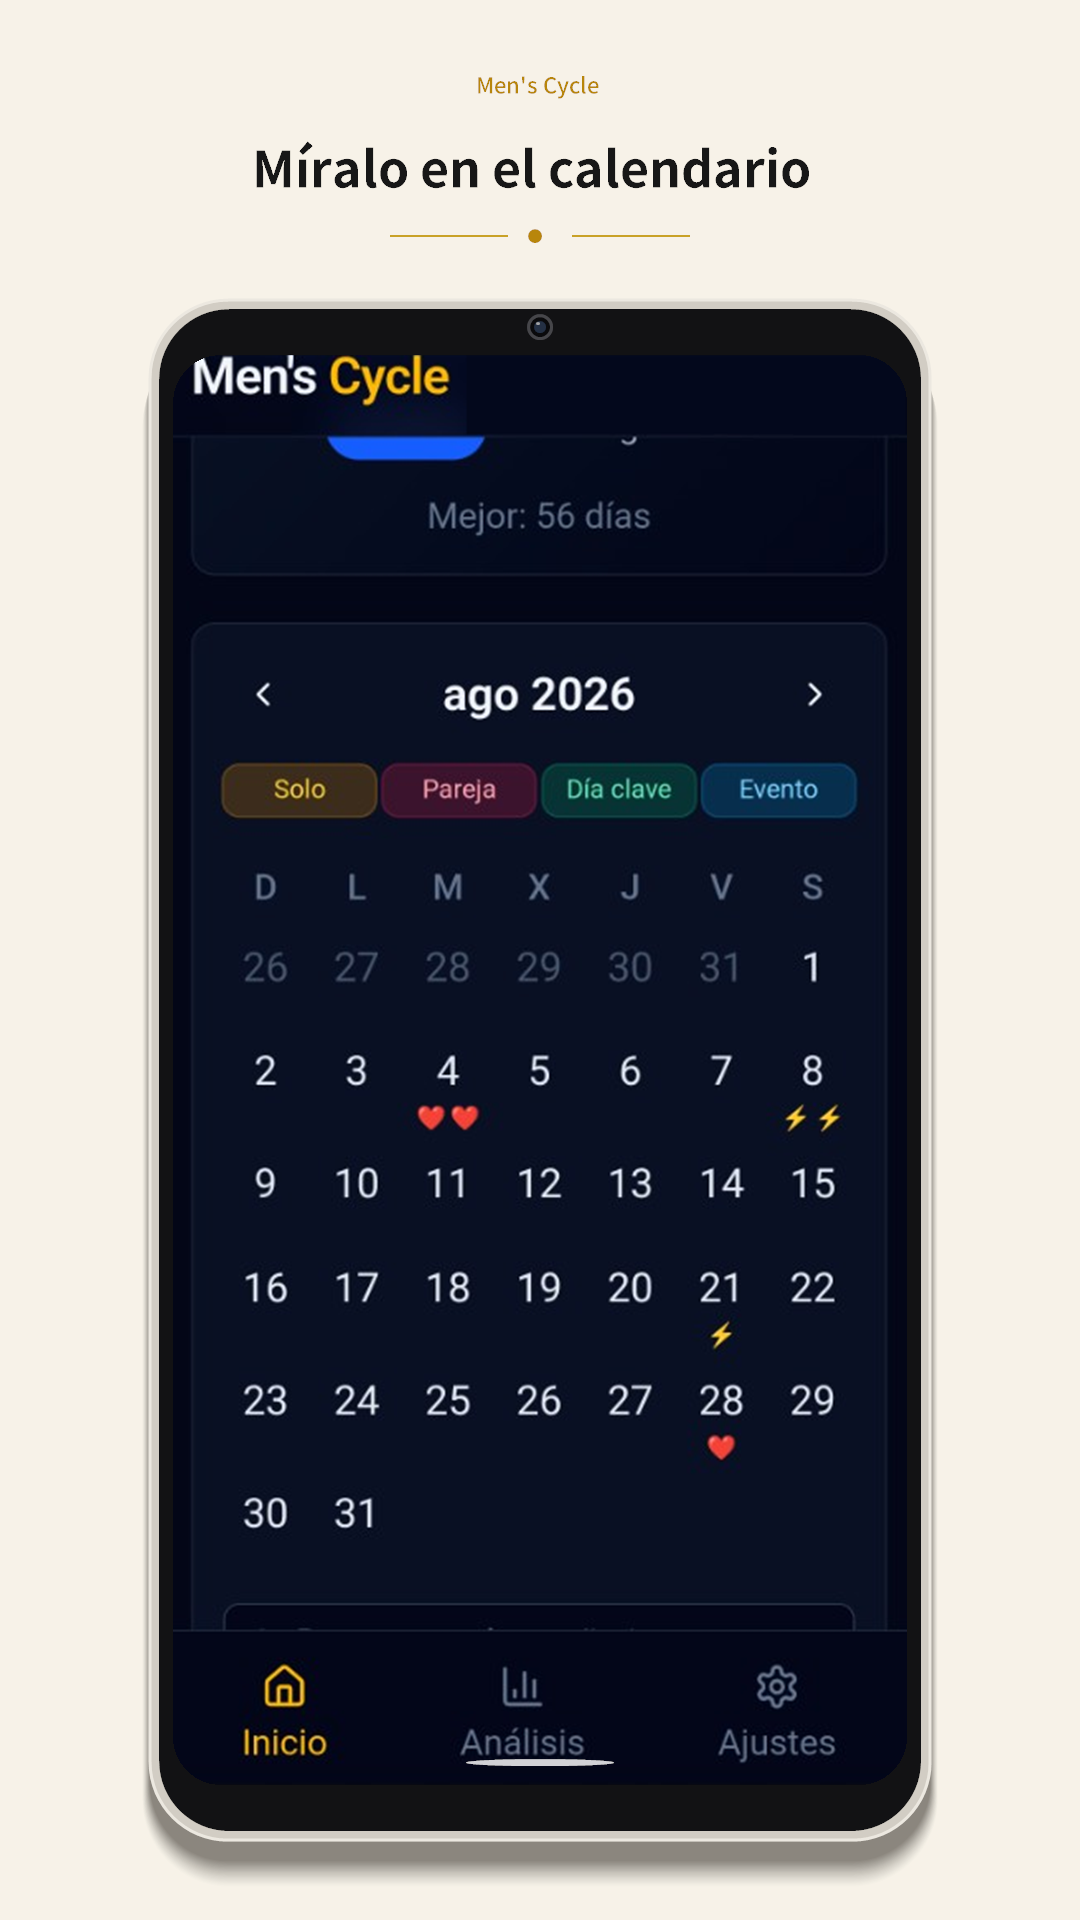 Men's Cycle
Míralo en el calendario
Men's Cycle
Mejor: 56 días
ago 2026
Solo Pareja Día clave Evento
D L M X J V S
26 27 28 29 30 31 1
2 3 4 5 6 7 8
9 10 11 12 13 14 15
16 17 18 19 20 21 22
23 24 25 26 27 28 29
30 31
Inicio Análisis Ajustes